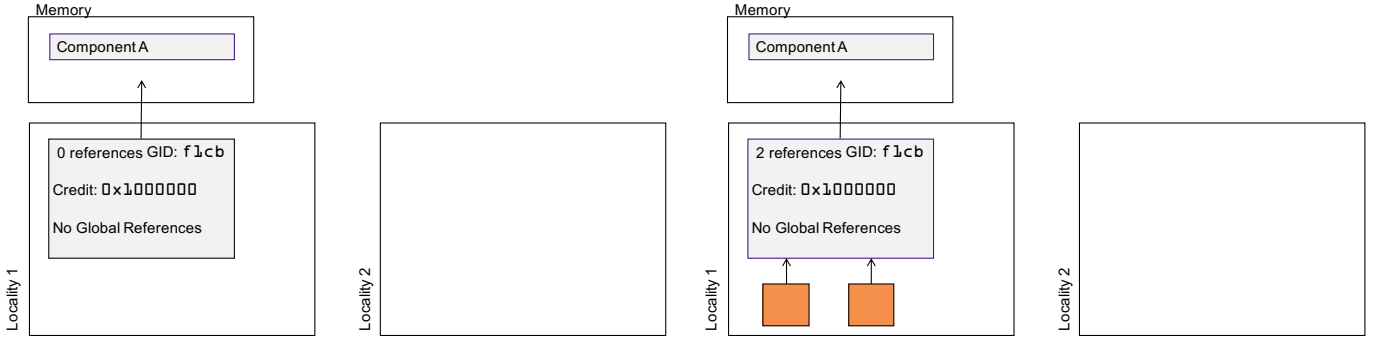 Memory
Component A
0 references GID: f1cb
Credit: 0x1000000
No Global References
Locality 1
Locality 2
Memory
Component A
2 references GID: f1cb
Credit: 0x1000000
No Global References
Locality 1
Locality 2